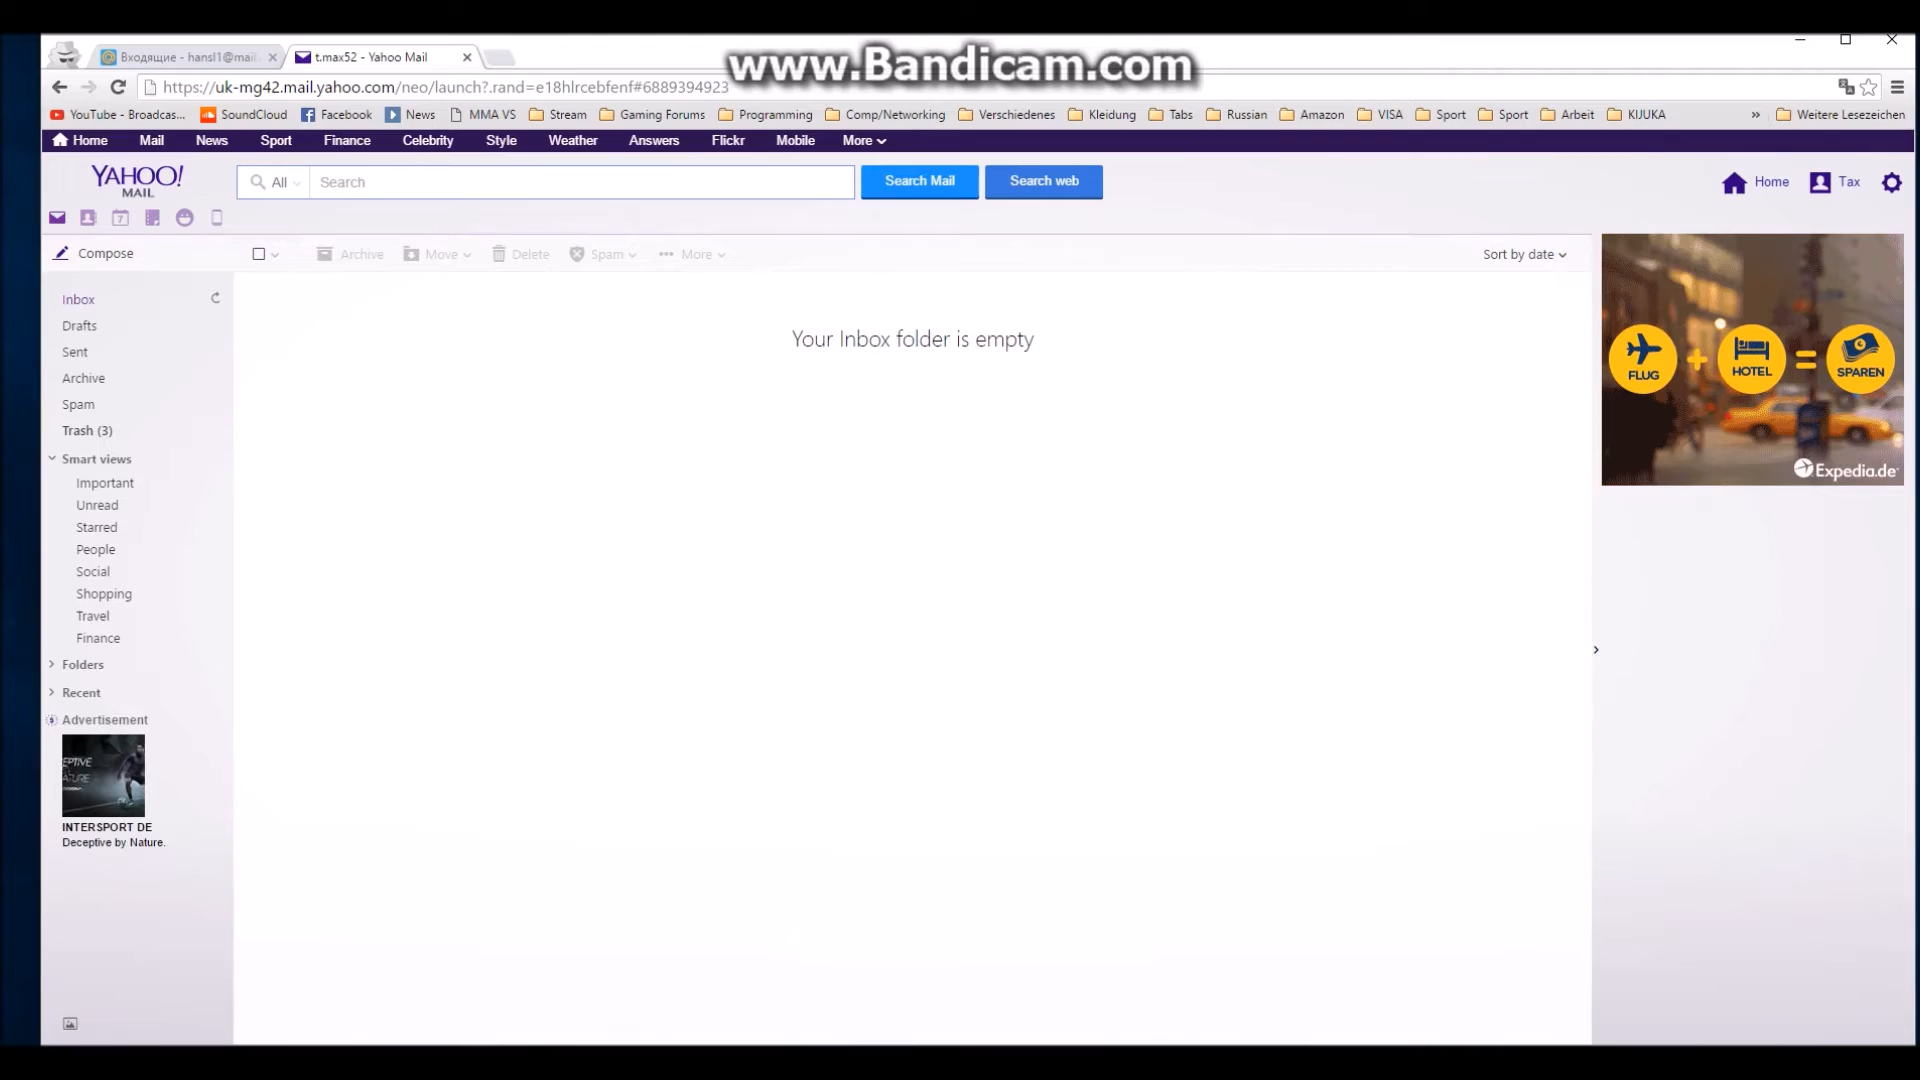 www.Bandicam.com
Входящие - hansl1@mail.
t.max52 - Yahoo Mail
https://uk-mg42.mail.yahoo.com/neo/launch?.rand=e18hlrcebfenf#6889394923
YouTube - Broadcas... SoundCloud Facebook News MMA VS Stream Gaming Forums Programming Comp/Networking Verschiedenes Kleidung Tabs Russian Amazon VISA Sport Sport Arbeit KIJUKA » Weitere Lesezeichen
Home Mail News Sport Finance Celebrity Style Weather Answers Flickr Mobile More
YAHOO!
MAIL
All Search Search Mail Search web Home Tax
7
Compose Archive Move Delete Spam More Sort by date
Inbox
Drafts
Sent
Archive
Spam
Trash (3)
Smart views
Important
Unread
Starred
People
Social
Shopping
Travel
Finance
Folders
Recent
Advertisement
EPTIVE
ATURE
INTERSPORT DE
Deceptive by Nature.
Your Inbox folder is empty
FLUG + HOTEL = SPAREN
Expedia.de